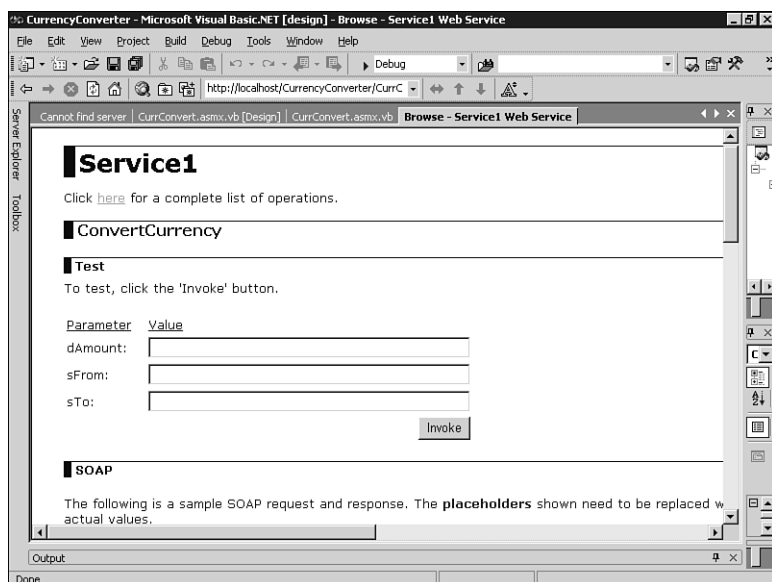 CurrencyConverter - Microsoft Visual Basic.NET [design] - Browse - Service1 Web Service
File Edit View Project Build Debug Tools Window Help
Debug
http://localhost/CurrencyConverter/CurrC
Server Explorer
Toolbox
Cannot find server | CurrConvert.asmx.vb [Design] | CurrConvert.asmx.vb Browse - Service1 Web Service
Service1
Click here for a complete list of operations.
ConvertCurrency
Test
To test, click the 'Invoke' button.
Parameter Value
dAmount:
sFrom:
sTo:
Invoke
SOAP
The following is a sample SOAP request and response. The placeholders shown need to be replaced w
actual values.
C
Output
Done